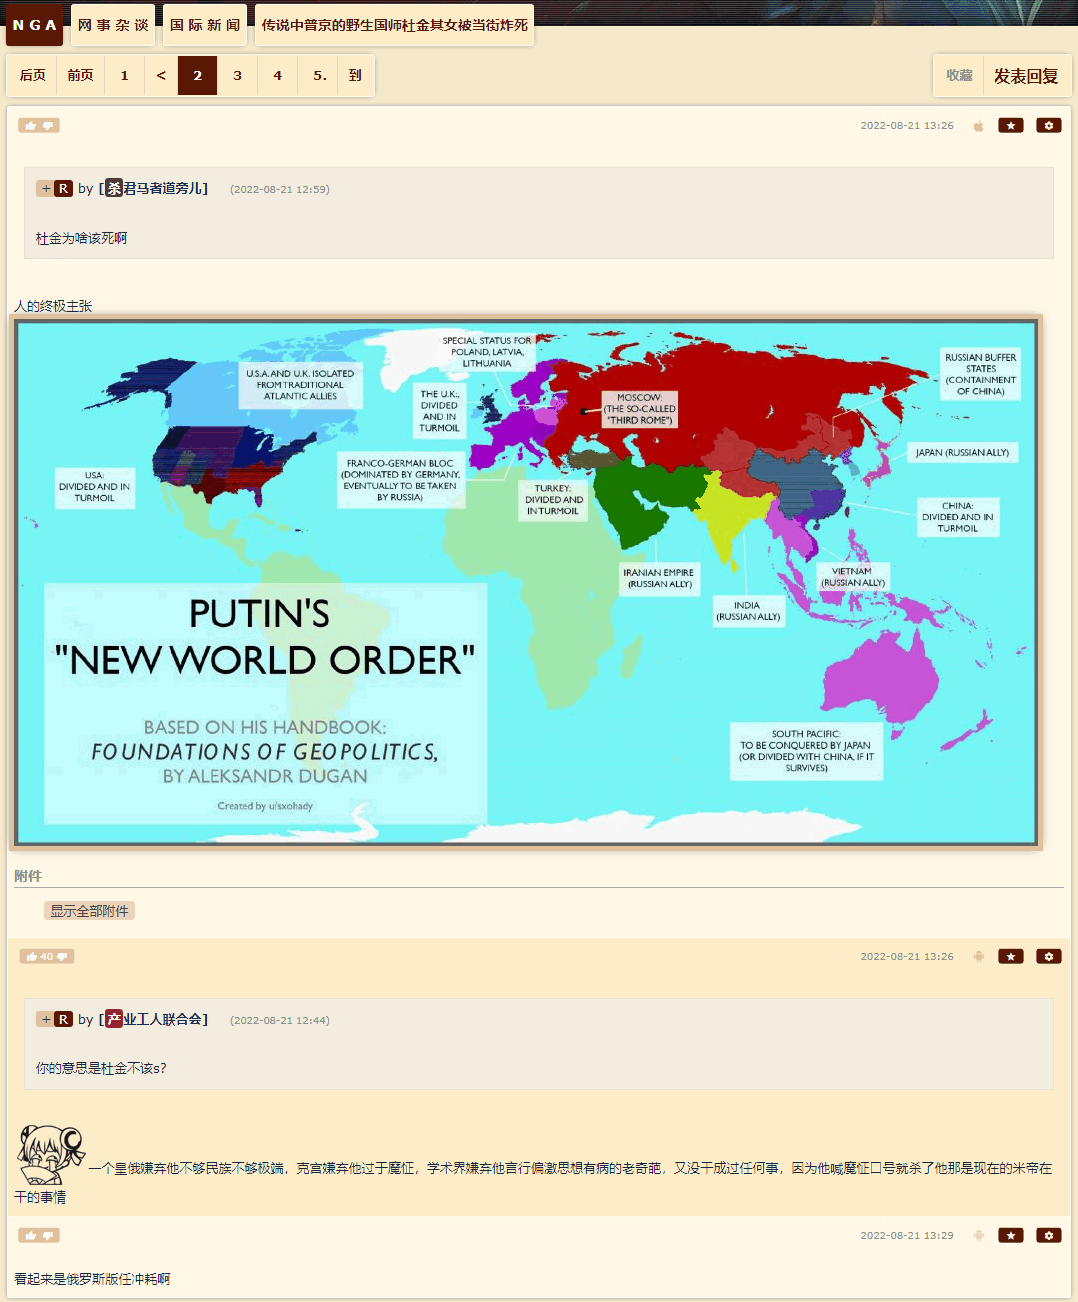 NGA 网事杂谈 国际新闻 传说中普京的野生国师杜金其女被当街炸死
后页 前页 1 < 2 3 4 5. 到 收藏 发表回复
2022-08-21 13:26
+ R by [杀君马者道旁儿] (2022-08-21 12:59)
杜金为啥该死啊
人的终极主张
SPECIAL STATUS FOR
POLAND, LATVIA,
LITHUANIA
U.S.A. AND U.K. ISOLATED
FROM TRADITIONAL
ATLANTIC ALLIES
RUSSIAN BUFFER
STATES
(CONTAINMENT
OF CHINA)
THE U.K.:
DIVIDED
AND IN
TURMOIL
MOSCOW:
(THE SO-CALLED
"THIRD ROME")
JAPAN (RUSSIAN ALLY)
USA:
DIVIDED AND IN
TURMOIL
FRANCO-GERMAN BLOC
(DOMINATED BY GERMANY,
EVENTUALLY TO BE TAKEN
BY RUSSIA)
TURKEY:
DIVIDED AND
IN TURMOIL
CHINA:
DIVIDED AND IN
TURMOIL
IRANIAN EMPIRE
(RUSSIAN ALLY)
VIETNAM
(RUSSIAN ALLY)
INDIA
(RUSSIAN ALLY)
PUTIN'S
"NEW WORLD ORDER"
BASED ON HIS HANDBOOK:
FOUNDATIONS OF GEOPOLITICS,
BY ALEKSANDR DUGAN
Created by u/sxohady
SOUTH PACIFIC:
TO BE CONQUERED BY JAPAN
(OR DIVIDED WITH CHINA, IF IT
SURVIVES)
附件
显示全部附件
40 2022-08-21 13:26
+ R by [产业工人联合会] (2022-08-21 12:44)
你的意思是杜金不该s?
一个皇俄嫌弃他不够民族不够极端，克宫嫌弃他过于魔怔，学术界嫌弃他言行偏激思想有病的老奇葩，又没干成过任何事，因为他喊魔怔口号就杀了他那是现在的米帝在
干的事情
2022-08-21 13:29
看起来是俄罗斯版任冲耗啊